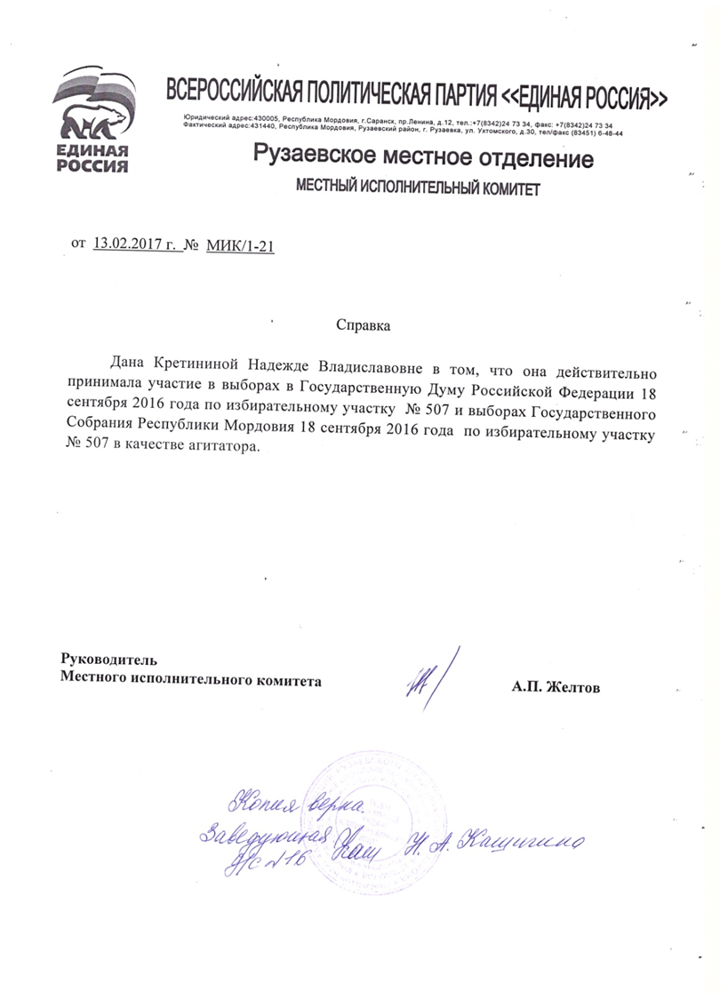 ЕДИНАЯ
РОССИЯ
ВСЕРОССИЙСКАЯ ПОЛИТИЧЕСКАЯ ПАРТИЯ <<ЕДИНАЯ РОССИЯ>>
Юридический адрес:430005, Республика Мордовия, г.Саранск, пр.Ленина, д.12, тел.:+7(8342)24 73 34, факс: +7(8342)24 73 34
Фактический адрес:431440, Республика Мордовия, Рузаевский район, г. Рузаевка, ул. Ухтомского, д.30, тел/факс (83451) 6-48-44
Рузаевское местное отделение
МЕСТНЫЙ ИСПОЛНИТЕЛЬНЫЙ КОМИТЕТ
от 13.02.2017 г. № МИК/1-21
Справка
Дана Кретининой Надежде Владиславовне в том, что она действительно
принимала участие в выборах в Государственную Думу Российской Федерации 18
сентября 2016 года по избирательному участку № 507 и выборах Государственного
Собрания Республики Мордовия 18 сентября 2016 года по избирательному участку
№ 507 в качестве агитатора.
Руководитель
Местного исполнительного комитета
А.П. Желтов
Копия верна.
Заведующая Н. А. Кащигина
д/с №16